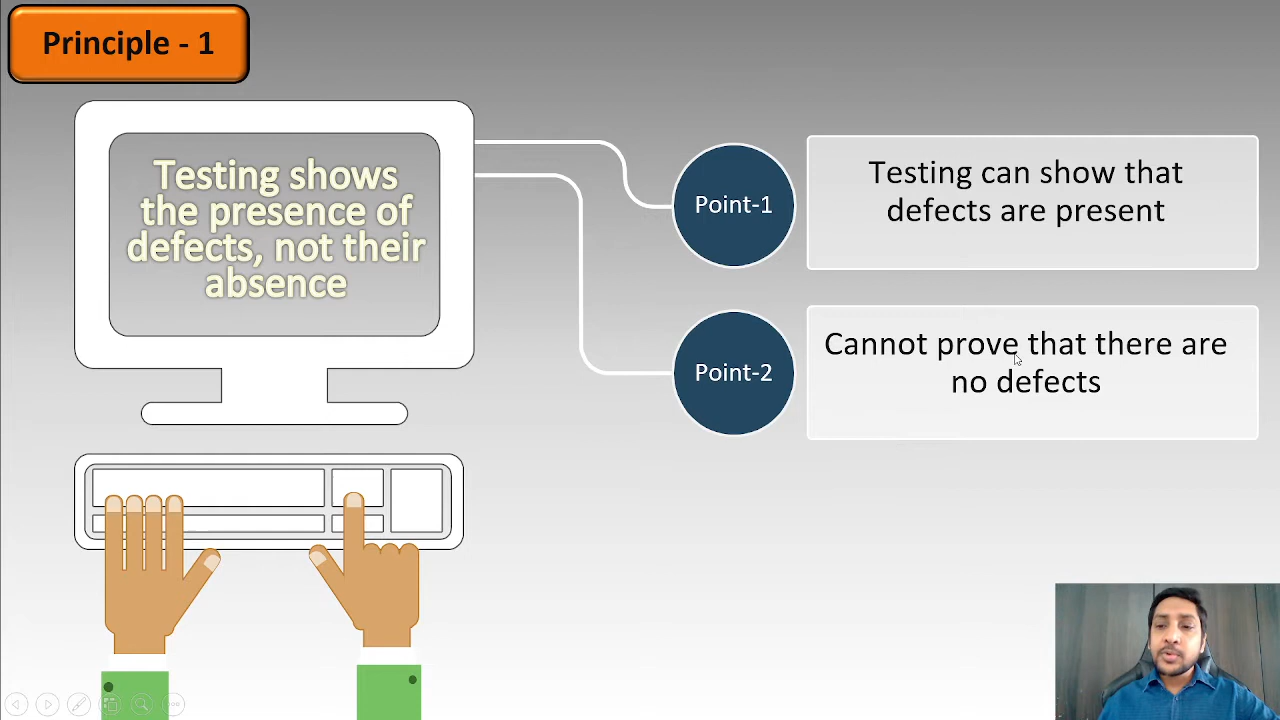 Principle - 1
Testing shows
the presence of
defects, not their
absence
Point-1
Testing can show that
defects are present
Point-2
Cannot prove that there are
no defects